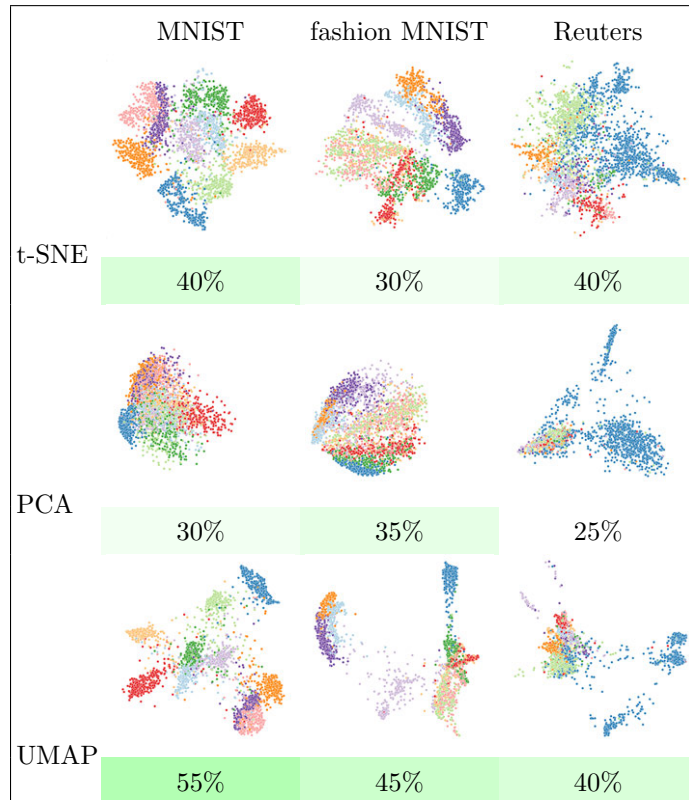 MNIST fashion MNIST Reuters
t-SNE
40% 30% 40%
PCA
30% 35% 25%
UMAP
55% 45% 40%